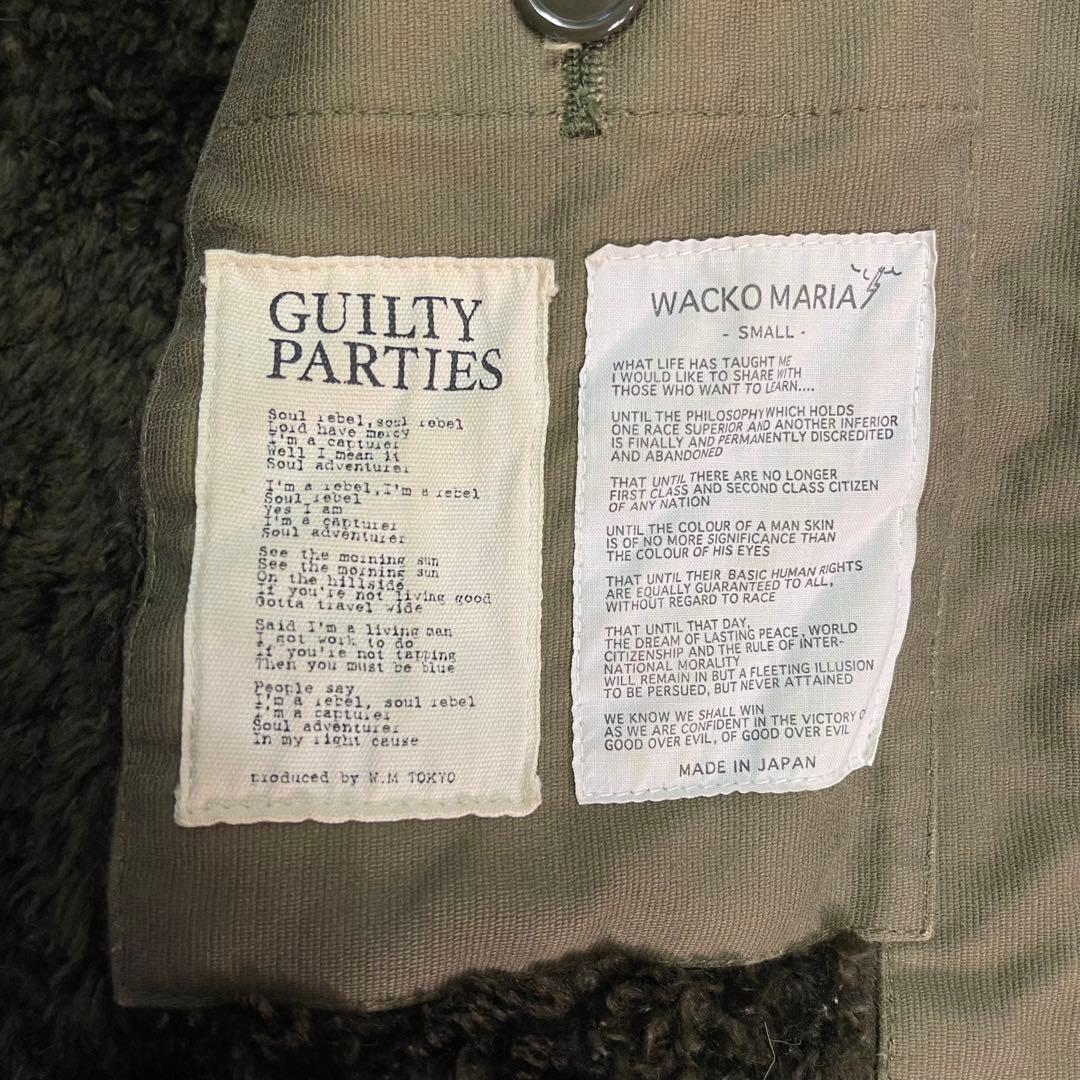 GUILTY
PARTIES
Soul rebel, soul rebel
Lord have mercy
I'm a capturer
Well I mean it
Soul adventurer
I'm a rebel, I'm a rebel
Soul rebel
Yes I am
I'm a capturer
Soul adventurer
See the morning sun
See the morning sun
On the hillside
If you're not living good
Gotta travel wide
Said I'm a living man
I got work to do
If you're not tapping
Then you must be blue
People say
I'm a rebel, soul rebel
I'm a capturer
Soul adventurer
In my right cause
produced by W.M TOKYO
WACKO MARIA
- SMALL -
WHAT LIFE HAS TAUGHT ME
I WOULD LIKE TO SHARE WITH
THOSE WHO WANT TO LEARN....
UNTIL THE PHILOSOPHY WHICH HOLDS
ONE RACE SUPERIOR AND ANOTHER INFERIOR
IS FINALLY AND PERMANENTLY DISCREDITED
AND ABANDONED
THAT UNTIL THERE ARE NO LONGER
FIRST CLASS AND SECOND CLASS CITIZEN
OF ANY NATION
UNTIL THE COLOUR OF A MAN SKIN
IS OF NO MORE SIGNIFICANCE THAN
THE COLOUR OF HIS EYES
THAT UNTIL THEIR BASIC HUMAN RIGHTS
ARE EQUALLY GUARANTEED TO ALL,
WITHOUT REGARD TO RACE
THAT UNTIL THAT DAY,
THE DREAM OF LASTING PEACE, WORLD
CITIZENSHIP AND THE RULE OF INTER-
NATIONAL MORALITY
WILL REMAIN IN BUT A FLEETING ILLUSION
TO BE PERSUED, BUT NEVER ATTAINED
WE KNOW WE SHALL WIN
AS WE ARE CONFIDENT IN THE VICTORY O
GOOD OVER EVIL, OF GOOD OVER EVIL
MADE IN JAPAN